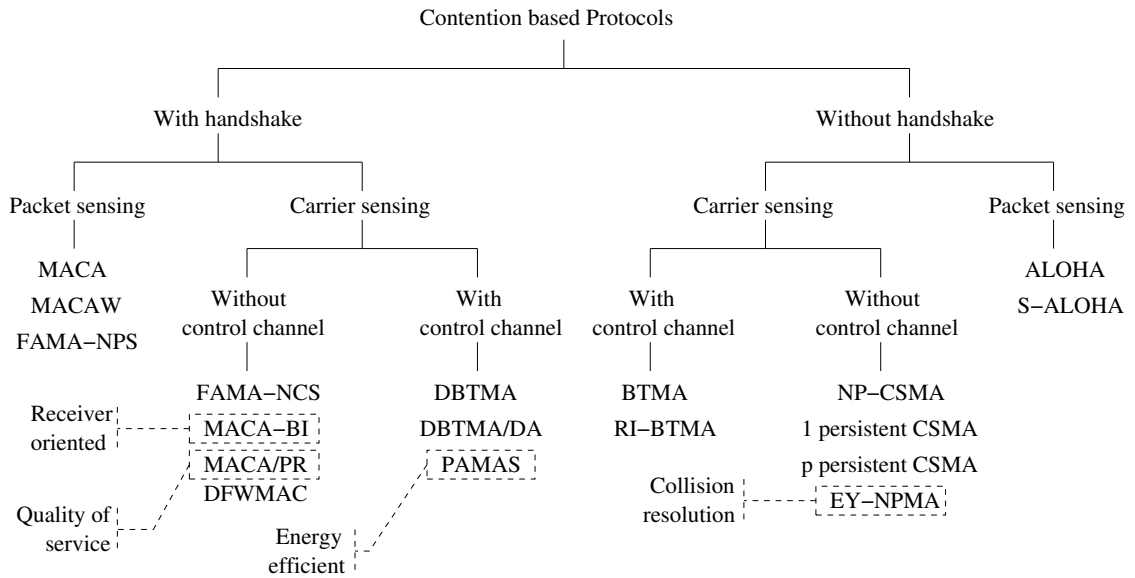 Contention based Protocols
With handshake
Without handshake
Packet sensing
Carrier sensing
Carrier sensing
Packet sensing
MACA
MACAW
FAMA−NPS
Without
control channel
With
control channel
With
control channel
Without
control channel
ALOHA
S−ALOHA
FAMA−NCS
MACA−BI
MACA/PR
DFWMAC
DBTMA
DBTMA/DA
PAMAS
BTMA
RI−BTMA
NP−CSMA
1 persistent CSMA
p persistent CSMA
EY−NPMA
Receiver
oriented
Quality of
service
Energy
efficient
Collision
resolution